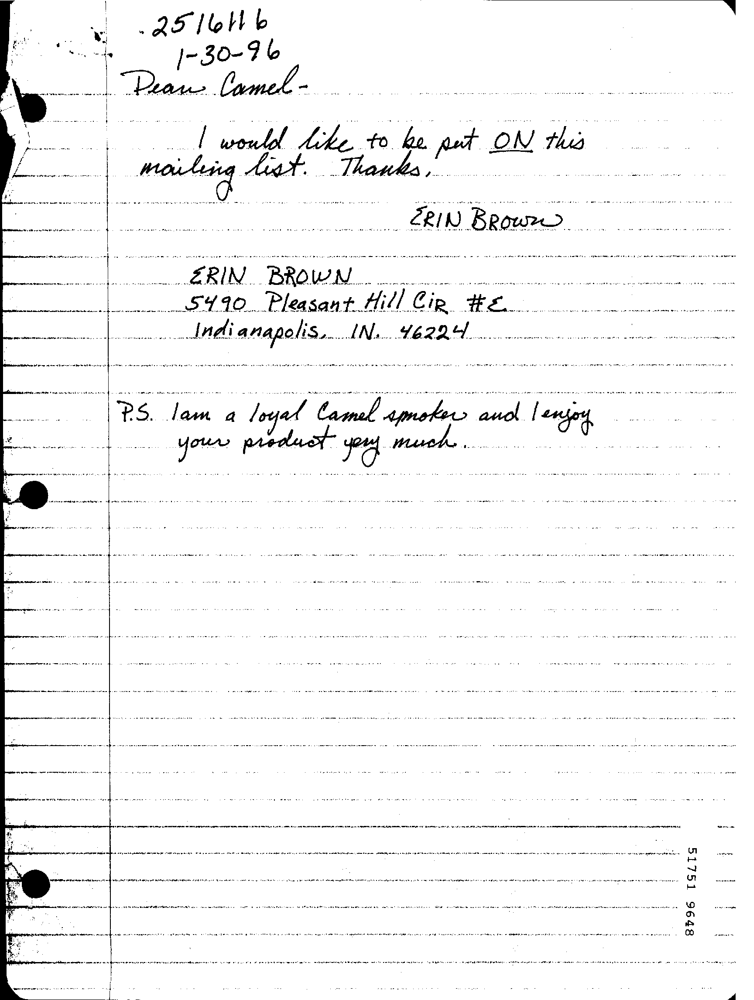 2516116
1-30-96
Dear Camel-
I would like to be put ON this
mailing list. Thanks,
ERIN BROWN
ERIN BROWN
5490 Pleasant Hill CIR #E
Indianapolis, IN. 46224
P.S. I am a loyal Camel smoker and I enjoy
your product very much.
51751 9648